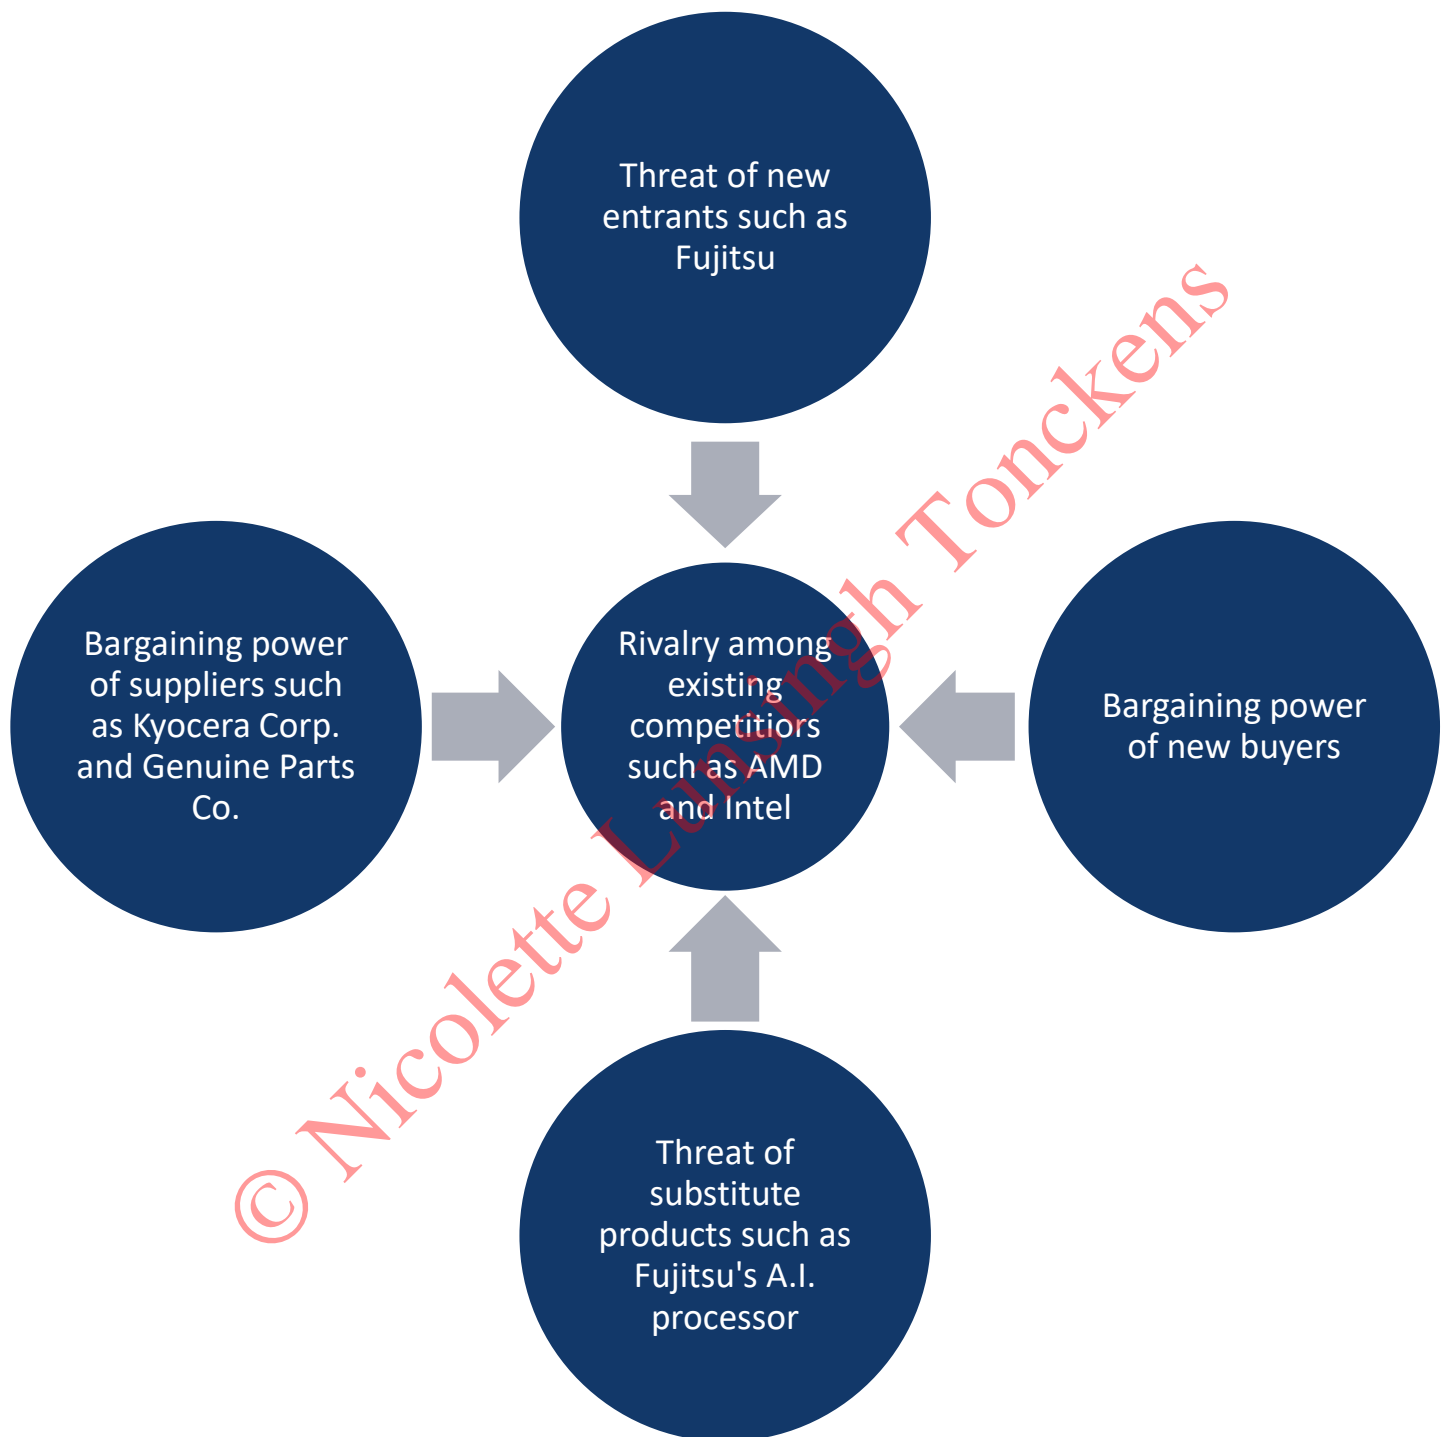 Threat of new
entrants such as
Fujitsu
Bargaining power
of suppliers such
as Kyocera Corp.
and Genuine Parts
Co.
Rivalry among
existing
competitiors
such as AMD
and Intel
Bargaining power
of new buyers
Threat of
substitute
products such as
Fujitsu's A.I.
processor
© Nicolette Lunsingh Tonckens